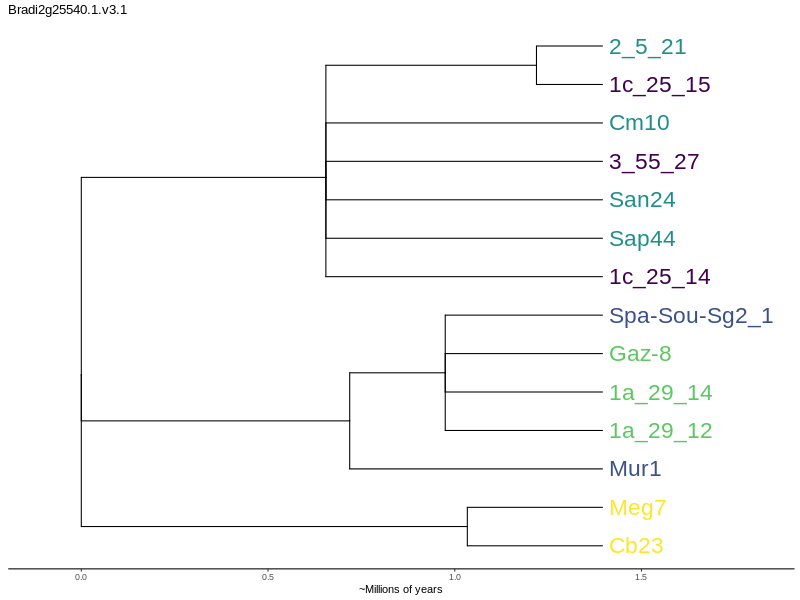 Bradi2g25540.1.v3.1
2_5_21
1c_25_15
Cm10
3_55_27
San24
Sap44
1c_25_14
Spa-Sou-Sg2_1
Gaz-8
1a_29_14
1a_29_12
Mur1
Meg7
Cb23
0.0 0.5 1.0 1.5
~Millions of years